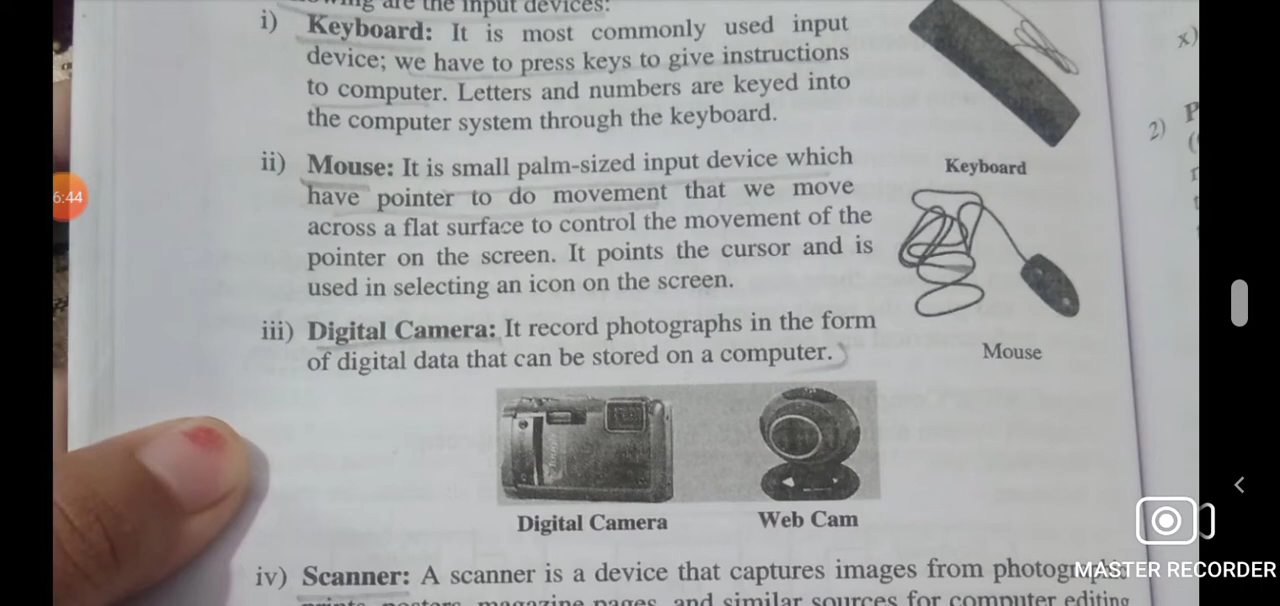 are the input devices:
i) Keyboard: It is most commonly used input
device; we have to press keys to give instructions
to computer. Letters and numbers are keyed into
the computer system through the keyboard.
Keyboard
ii) Mouse: It is small palm-sized input device which
have pointer to do movement that we move
across a flat surface to control the movement of the
pointer on the screen. It points the cursor and is
used in selecting an icon on the screen.
Mouse
iii) Digital Camera: It record photographs in the form
of digital data that can be stored on a computer.
Digital Camera
Web Cam
iv) Scanner: A scanner is a device that captures images from
posters, magazine pages, and similar sources for computer editing
x)
2)
6:44
MASTER RECORDER